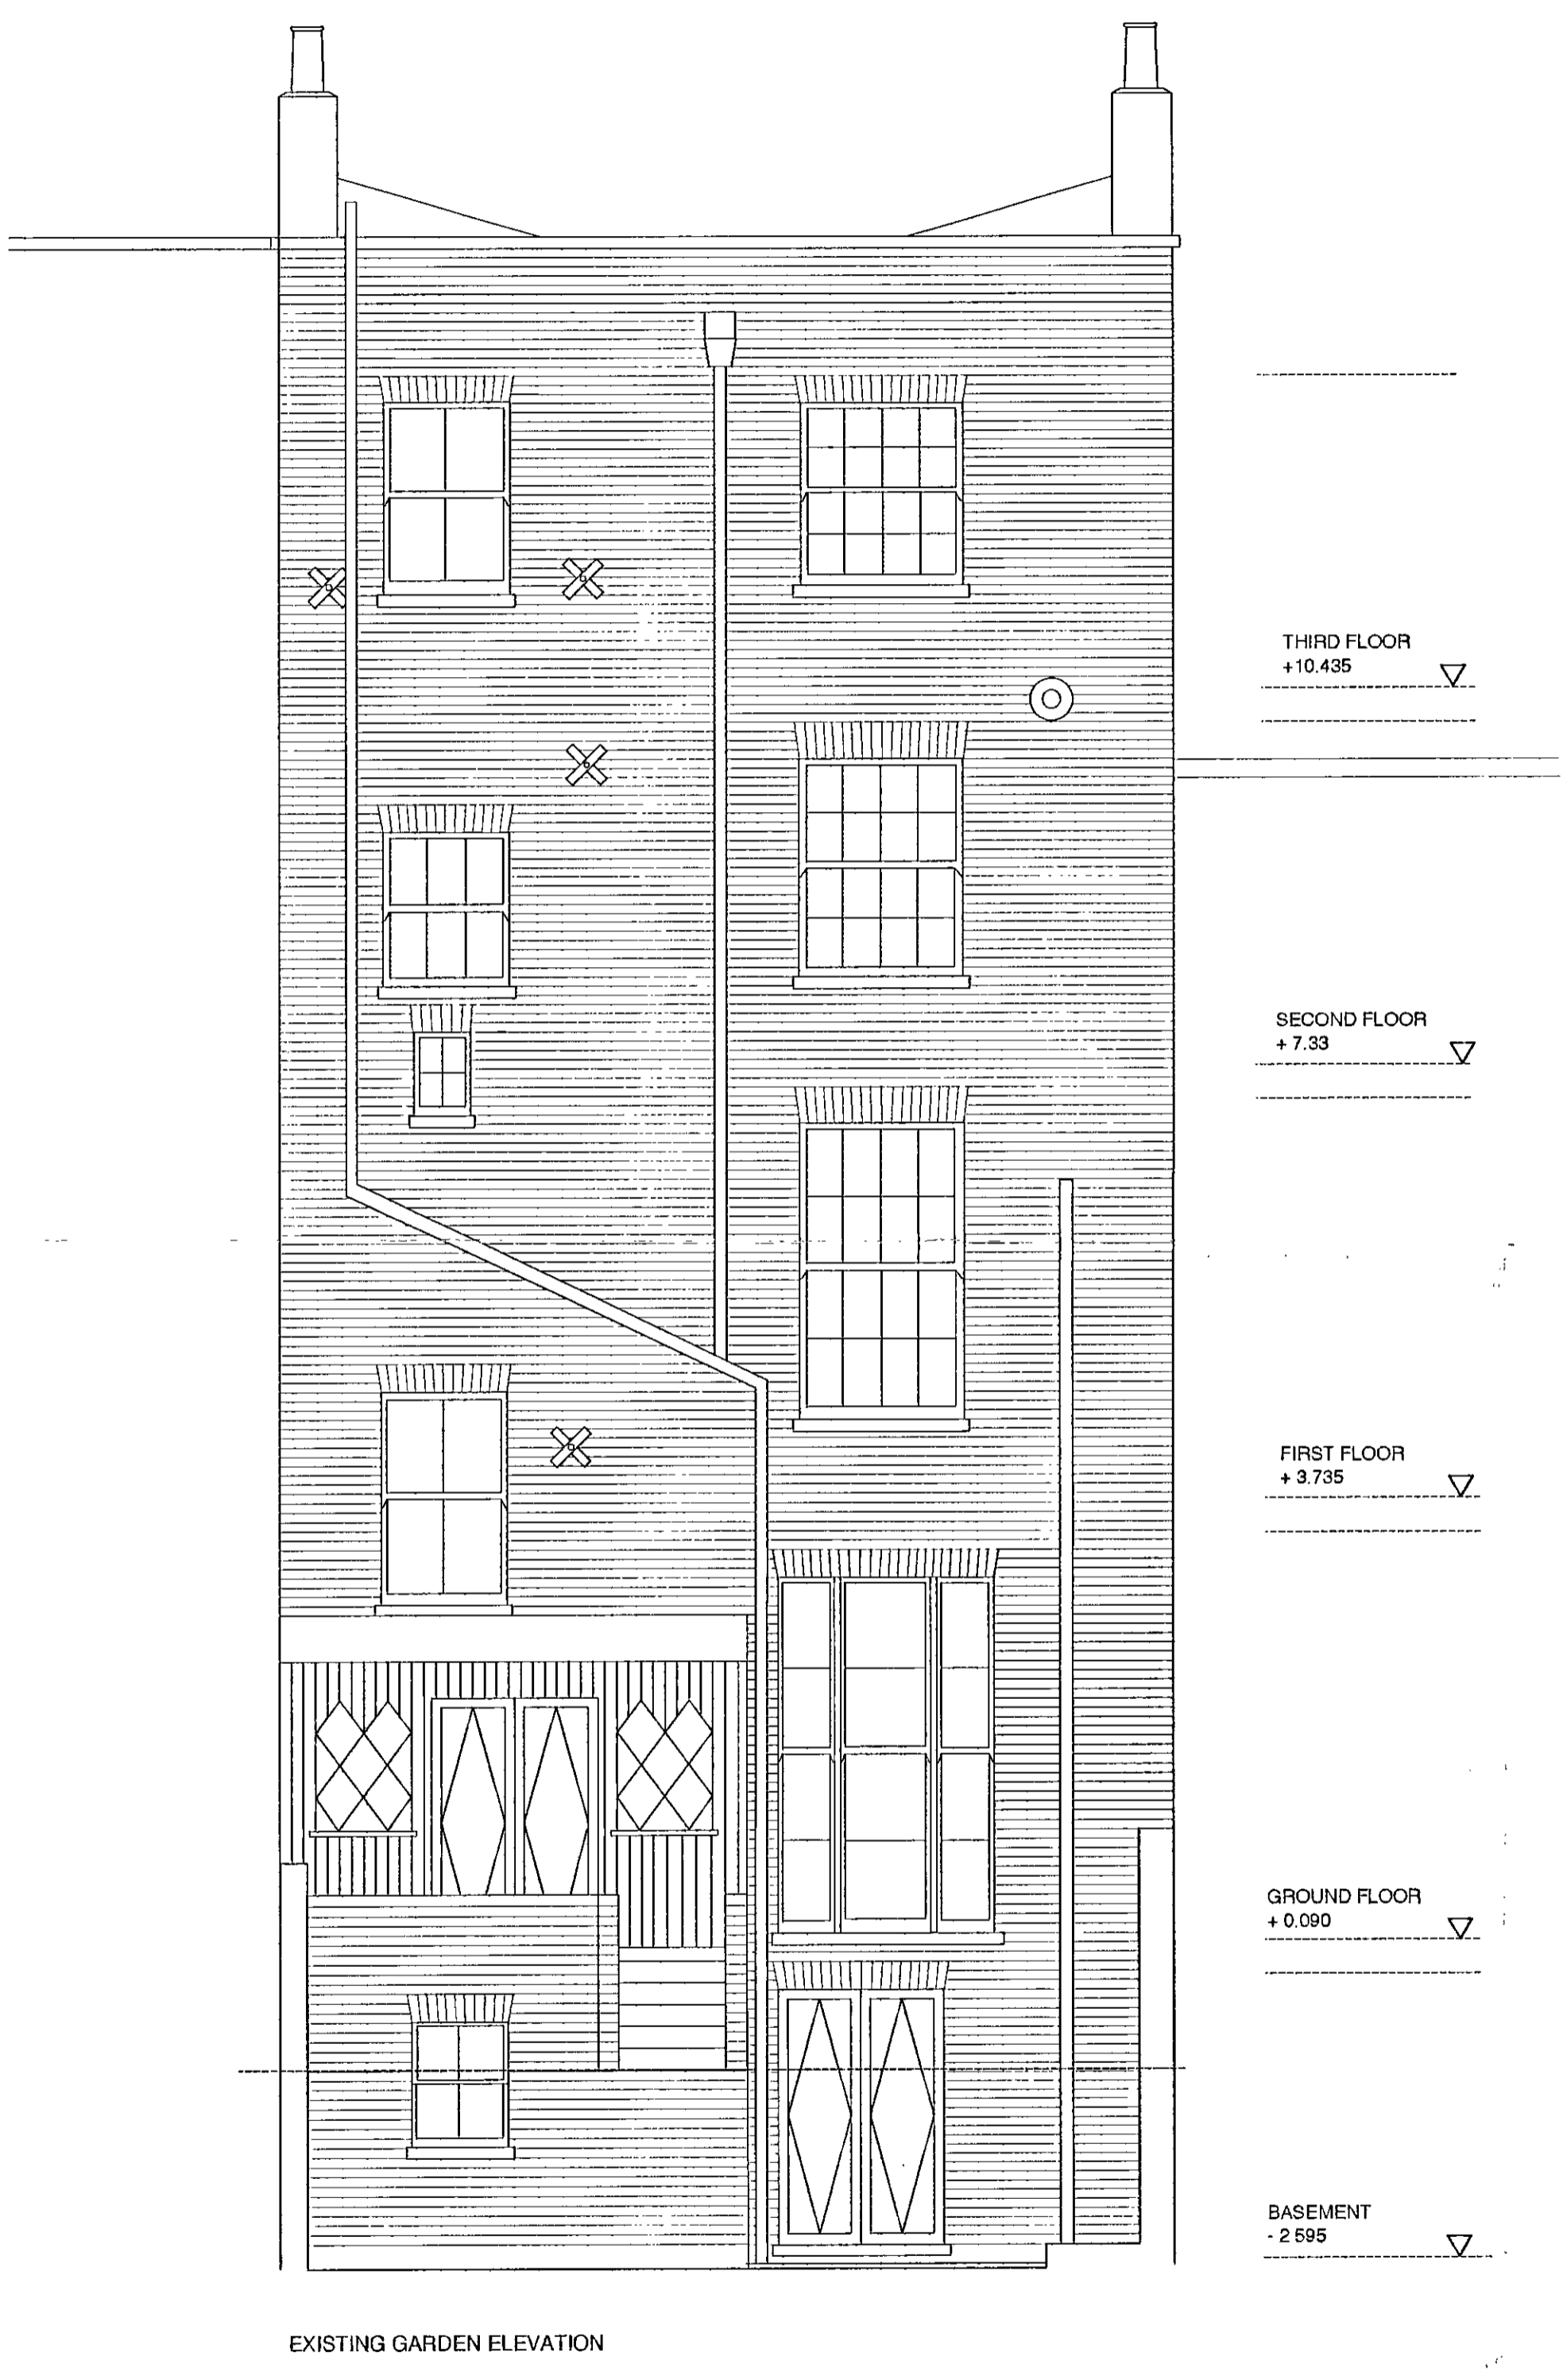 THIRD FLOOR
+10.435
SECOND FLOOR
+ 7.33
FIRST FLOOR
+ 3.735
GROUND FLOOR
+ 0.090
BASEMENT
- 2 595
EXISTING GARDEN ELEVATION